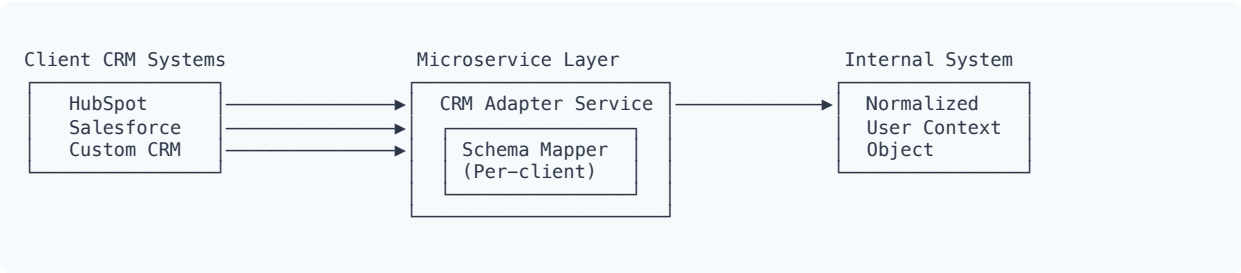 Client CRM Systems
Microservice Layer
Internal System
HubSpot
Salesforce
Custom CRM
CRM Adapter Service
Schema Mapper
(Per-client)
Normalized
User Context
Object